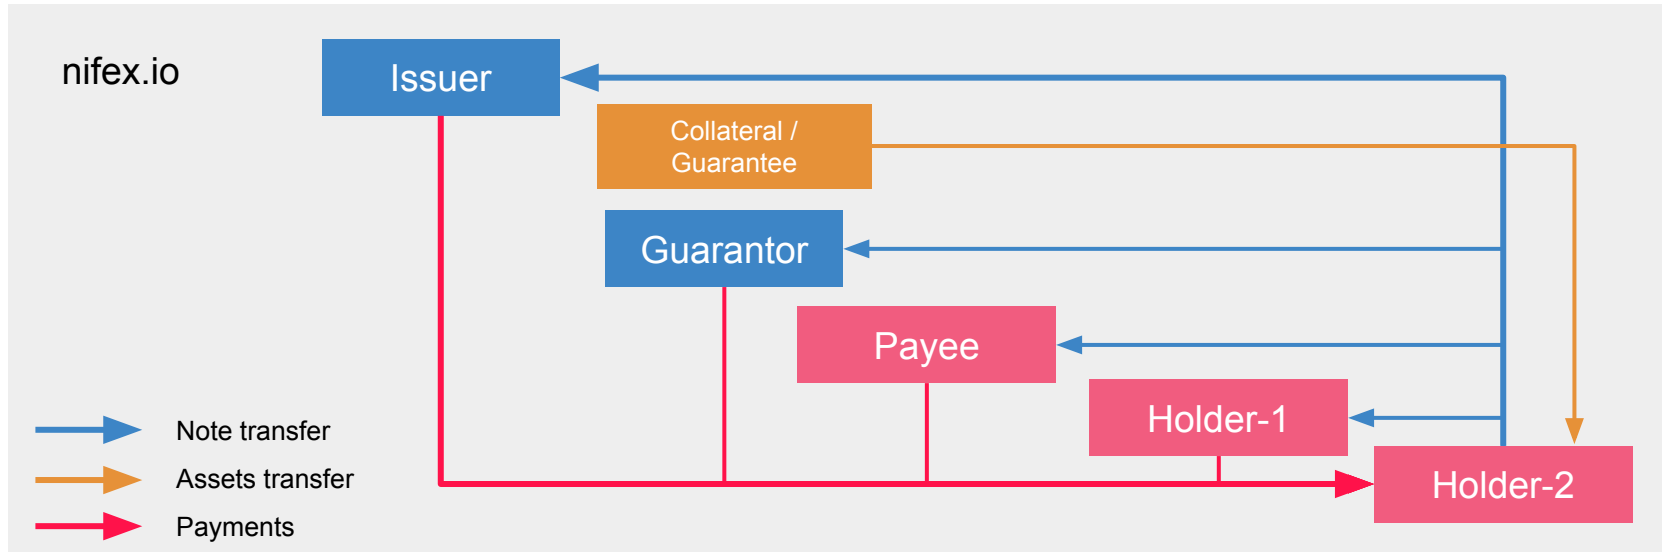 nifex.io
Issuer
Collateral /
Guarantee
Guarantor
Payee
Holder-1
Holder-2
Note transfer
Assets transfer
Payments